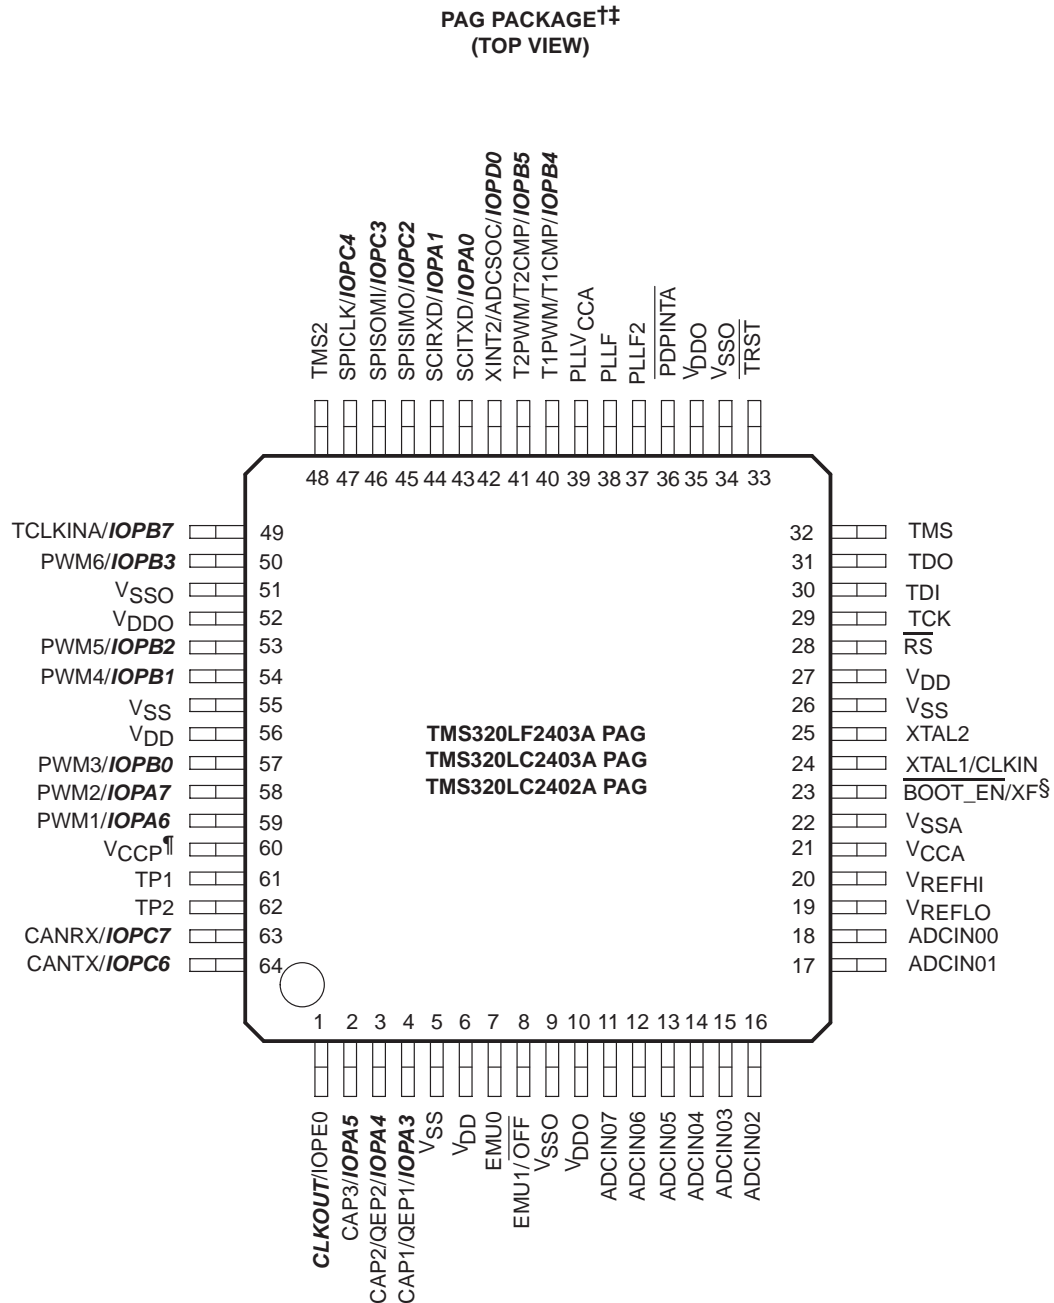 PAG PACKAGE†‡
(TOP VIEW)
TMS2
SPICLK/IOPC4
SPISOMI/IOPC3
SPISIMO/IOPC2
SCIRXD/IOPA1
SCITXD/IOPA0
XINT2/ADCSOC/IOPD0
T2PWM/T2CMP/IOPB5
T1PWM/T1CMP/IOPB4
PLLVCCA
PLLF
PLLF2
PDPINTA
VDDO
VSSO
TRST
48 47 46 45 44 43 42 41 40 39 38 37 36 35 34 33
TCLKINA/IOPB7 49
PWM6/IOPB3 50
VSSO 51
VDDO 52
PWM5/IOPB2 53
PWM4/IOPB1 54
VSS 55
VDD 56
PWM3/IOPB0 57
PWM2/IOPA7 58
PWM1/IOPA6 59
VCCP¶ 60
TP1 61
TP2 62
CANRX/IOPC7 63
CANTX/IOPC6 64
TMS320LF2403A PAG
TMS320LC2403A PAG
TMS320LC2402A PAG
32 TMS
31 TDO
30 TDI
29 TCK
28 RS
27 VDD
26 VSS
25 XTAL2
24 XTAL1/CLKIN
23 BOOT_EN/XF§
22 VSSA
21 VCCA
20 VREFHI
19 VREFLO
18 ADCIN00
17 ADCIN01
1 2 3 4 5 6 7 8 9 10 11 12 13 14 15 16
CLKOUT/IOPE0
CAP3/IOPA5
CAP2/QEP2/IOPA4
CAP1/QEP1/IOPA3
VSS
VDD
EMU0
EMU1/OFF
VSSO
VDDO
ADCIN07
ADCIN06
ADCIN05
ADCIN04
ADCIN03
ADCIN02